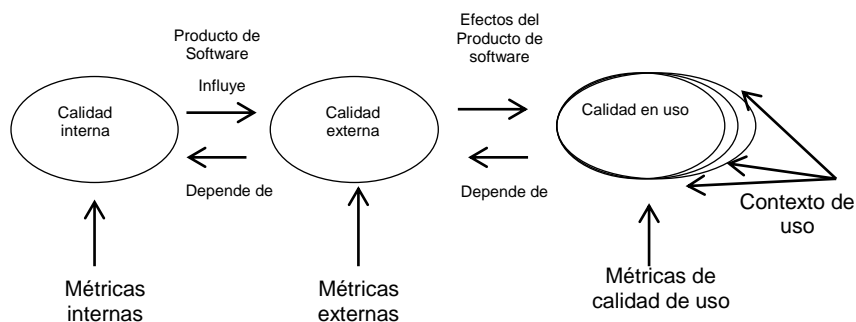 Producto de
Software
Influye
Efectos del
Producto de
software
Calidad
interna
Calidad
externa
Calidad en uso
Depende de
Depende de
Contexto de
uso
Métricas
internas
Métricas
externas
Métricas de
calidad de uso